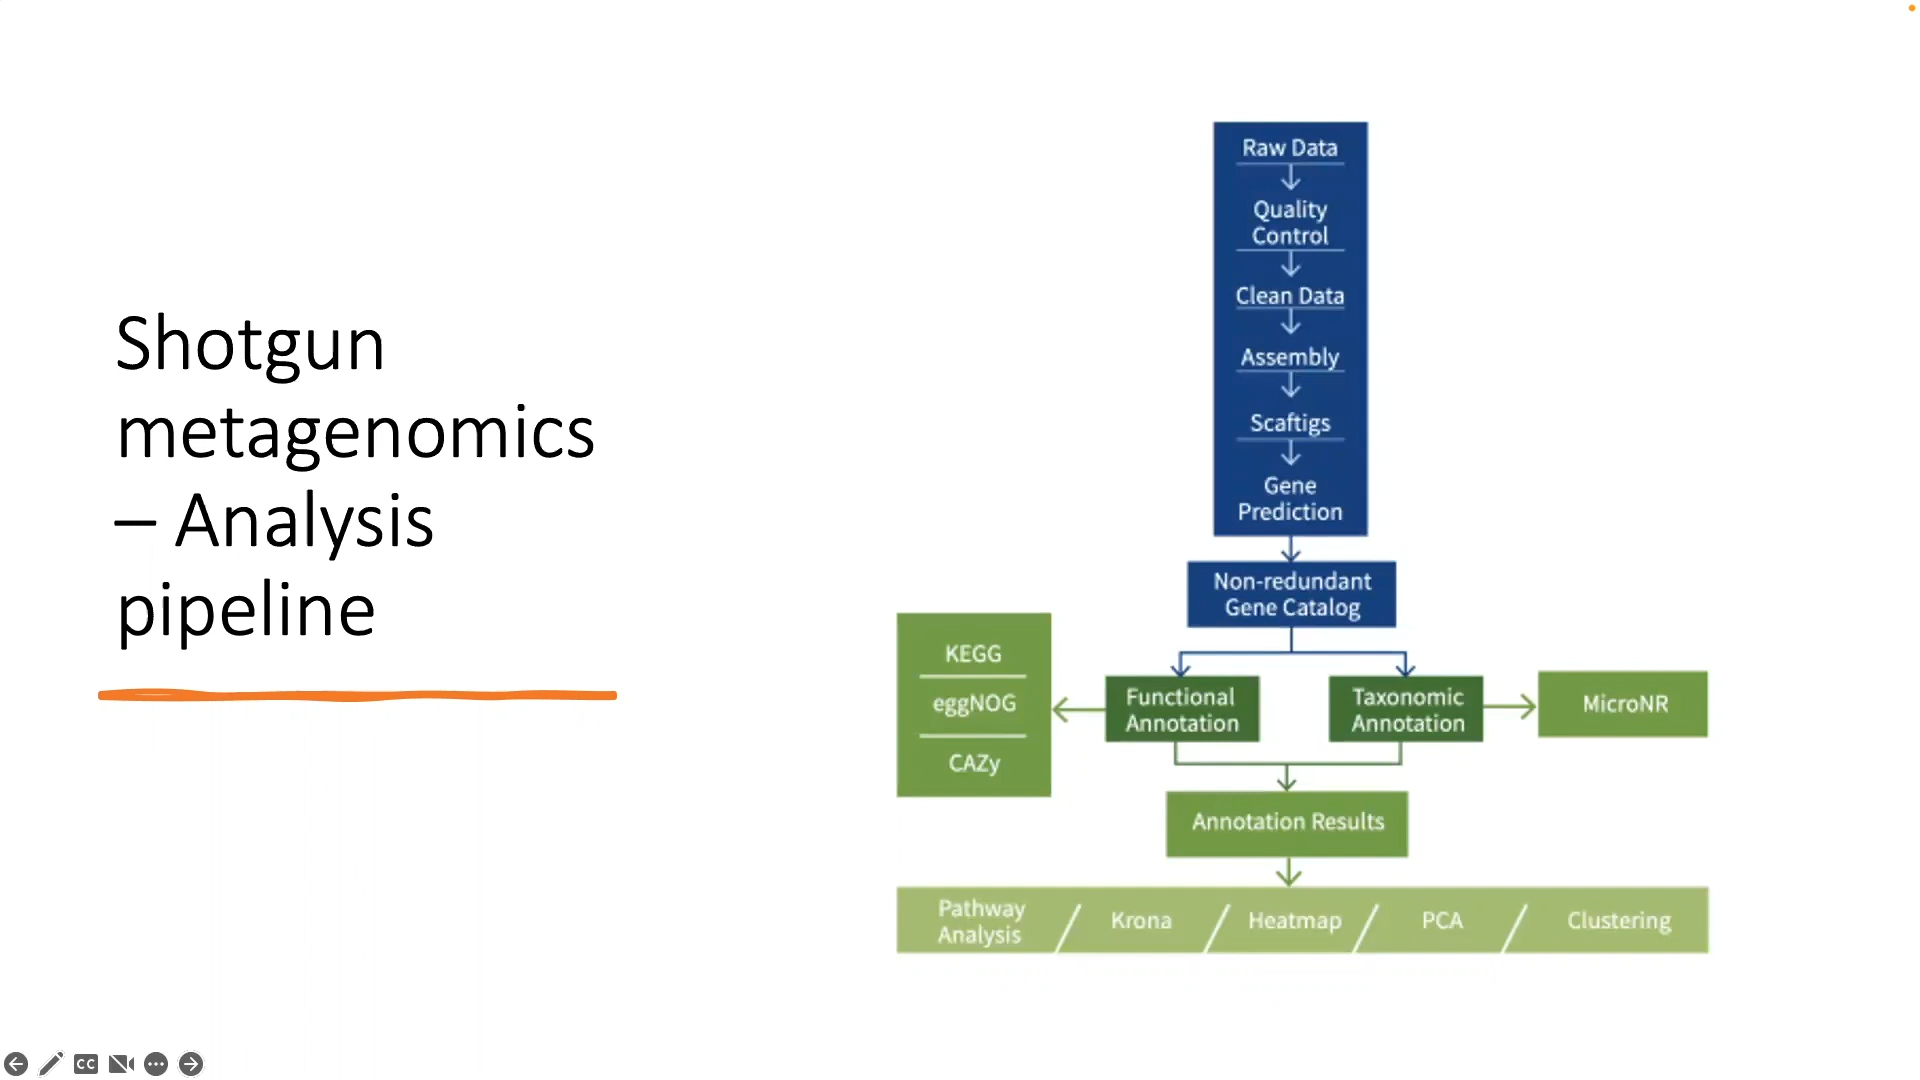 Shotgun
metagenomics
– Analysis
pipeline
Raw Data
Quality
Control
Clean Data
Assembly
Scaftigs
Gene
Prediction
Non-redundant
Gene Catalog
KEGG
eggNOG
CAZy
Functional
Annotation
Taxonomic
Annotation
MicroNR
Annotation Results
Pathway
Analysis
Krona
Heatmap
PCA
Clustering
CC